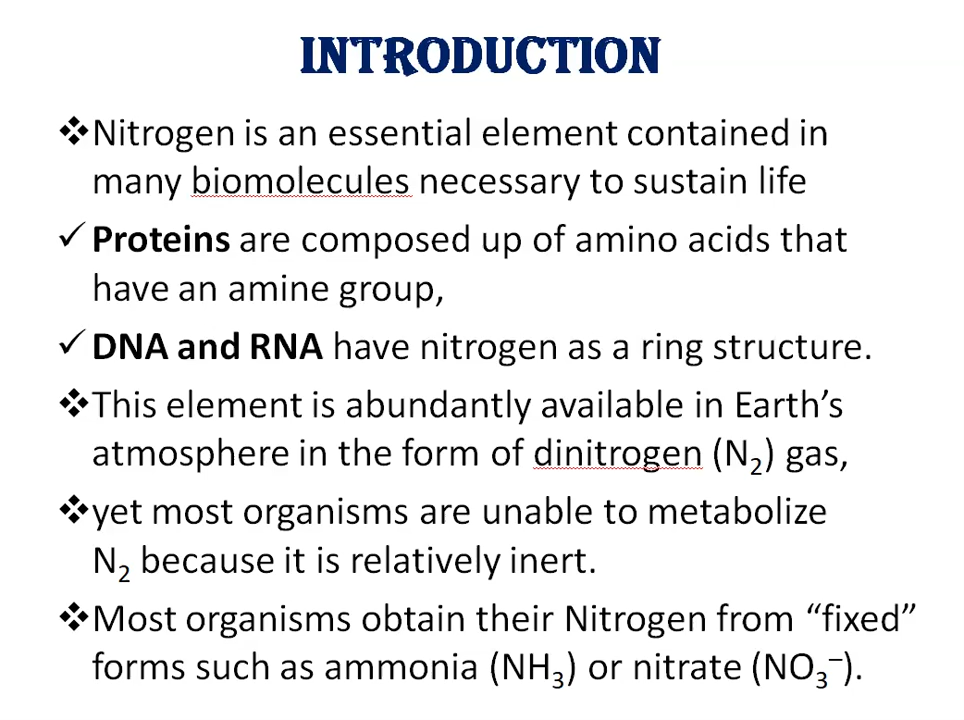 INTRODUCTION
❖Nitrogen is an essential element contained in
many biomolecules necessary to sustain life
✓Proteins are composed up of amino acids that
have an amine group,
✓DNA and RNA have nitrogen as a ring structure.
❖This element is abundantly available in Earth’s
atmosphere in the form of dinitrogen (N₂) gas,
❖yet most organisms are unable to metabolize
N₂ because it is relatively inert.
❖Most organisms obtain their Nitrogen from “fixed”
forms such as ammonia (NH₃) or nitrate (NO₃⁻).